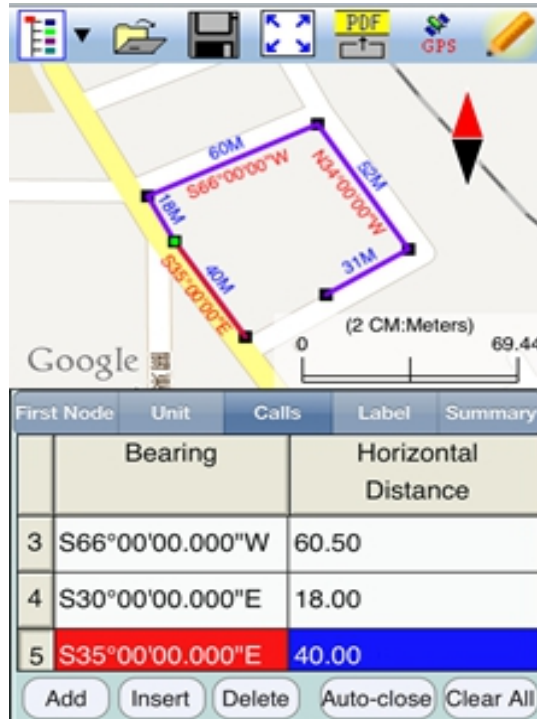 PDF
GPS
60M
S66°00'00"W
N34°00'00"W
52M
18M
31M
40M
S35°00'00"E
(2 CM:Meters)
0 69.44
Google
First Node Unit Calls Label Summary
Bearing Horizontal
Distance
3 S66°00'00.000"W 60.50
4 S30°00'00.000"E 18.00
5 S35°00'00.000"E 40.00
Add Insert Delete Auto-close Clear All